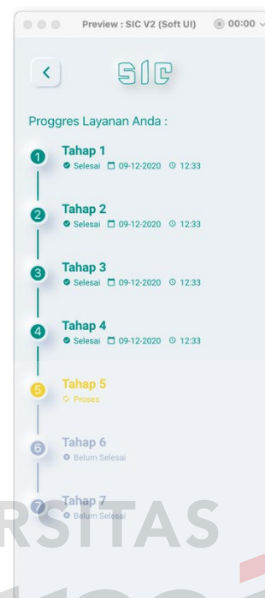 Preview : SIC V2 (Soft UI) 00:00
SIC
Proggres Layanan Anda :
1 Tahap 1
Selesai 09-12-2020 12:33
2 Tahap 2
Selesai 09-12-2020 12:33
3 Tahap 3
Selesai 09-12-2020 12:33
4 Tahap 4
Selesai 09-12-2020 12:33
5 Tahap 5
Proses
6 Tahap 6
Belum Selesai
7 Tahap 7
Belum Selesai
RSITAS